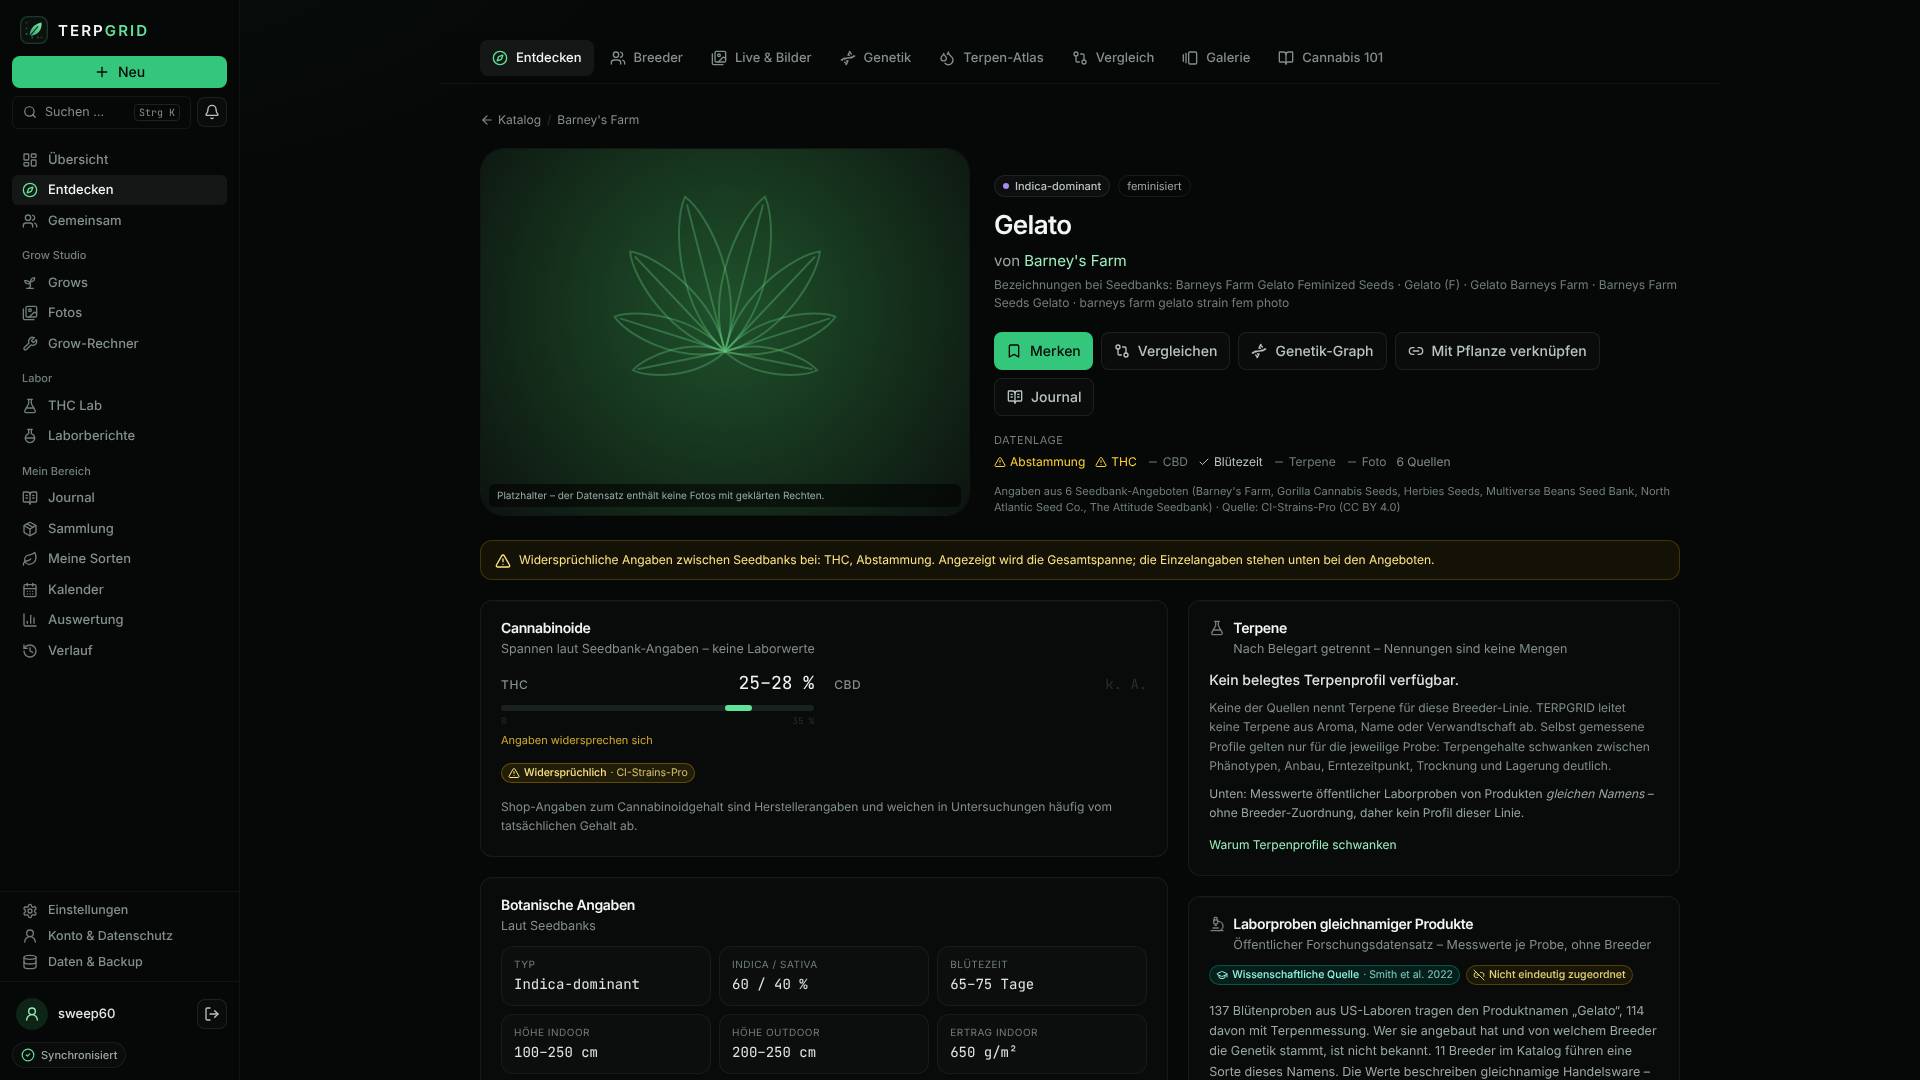 TERPGRID
Neu
Suchen ... Strg K
Übersicht
Entdecken
Gemeinsam
Grow Studio
Grows
Fotos
Grow-Rechner
Labor
THC Lab
Laborberichte
Mein Bereich
Journal
Sammlung
Meine Sorten
Kalender
Auswertung
Verlauf
Einstellungen
Konto & Datenschutz
Daten & Backup
sweep60
Synchronisiert
Entdecken Breeder Live & Bilder Genetik Terpen-Atlas Vergleich Galerie Cannabis 101
Katalog / Barney's Farm
Platzhalter – der Datensatz enthält keine Fotos mit geklärten Rechten.
Indica-dominant feminisiert
Gelato
von Barney's Farm
Bezeichnungen bei Seedbanks: Barneys Farm Gelato Feminized Seeds · Gelato (F) · Gelato Barneys Farm · Barneys Farm
Seeds Gelato · barneys farm gelato strain fem photo
Merken Vergleichen Genetik-Graph Mit Pflanze verknüpfen
Journal
DATENLAGE
Abstammung THC – CBD Blütezeit – Terpene – Foto 6 Quellen
Angaben aus 6 Seedbank-Angeboten (Barney's Farm, Gorilla Cannabis Seeds, Herbies Seeds, Multiverse Beans Seed Bank, North
Atlantic Seed Co., The Attitude Seedbank) · Quelle: CI-Strains-Pro (CC BY 4.0)
Widersprüchliche Angaben zwischen Seedbanks bei: THC, Abstammung. Angezeigt wird die Gesamtspanne; die Einzelangaben stehen unten bei den Angeboten.
Cannabinoide
Spannen laut Seedbank-Angaben – keine Laborwerte
THC 25–28 % CBD k. A.
0 35 %
Angaben widersprechen sich
Widersprüchlich · CI-Strains-Pro
Shop-Angaben zum Cannabinoidgehalt sind Herstellerangaben und weichen in Untersuchungen häufig vom
tatsächlichen Gehalt ab.
Botanische Angaben
Laut Seedbanks
TYP
Indica-dominant
INDICA / SATIVA
60 / 40 %
BLÜTEZEIT
65–75 Tage
HÖHE INDOOR
100–250 cm
HÖHE OUTDOOR
200–250 cm
ERTRAG INDOOR
650 g/m²
Terpene
Nach Belegart getrennt – Nennungen sind keine Mengen
Kein belegtes Terpenprofil verfügbar.
Keine der Quellen nennt Terpene für diese Breeder-Linie. TERPGRID leitet
keine Terpene aus Aroma, Name oder Verwandtschaft ab. Selbst gemessene
Profile gelten nur für die jeweilige Probe: Terpengehalte schwanken zwischen
Phänotypen, Anbau, Erntezeitpunkt, Trocknung und Lagerung deutlich.
Unten: Messwerte öffentlicher Laborproben von Produkten gleichen Namens –
ohne Breeder-Zuordnung, daher kein Profil dieser Linie.
Warum Terpenprofile schwanken
Laborproben gleichnamiger Produkte
Öffentlicher Forschungsdatensatz – Messwerte je Probe, ohne Breeder
Wissenschaftliche Quelle · Smith et al. 2022 Nicht eindeutig zugeordnet
137 Blütenproben aus US-Laboren tragen den Produktnamen „Gelato“, 114
davon mit Terpenmessung. Wer sie angebaut hat und von welchem Breeder
die Genetik stammt, ist nicht bekannt. 11 Breeder im Katalog führen eine
Sorte dieses Namens. Die Werte beschreiben gleichnamige Handelsware –